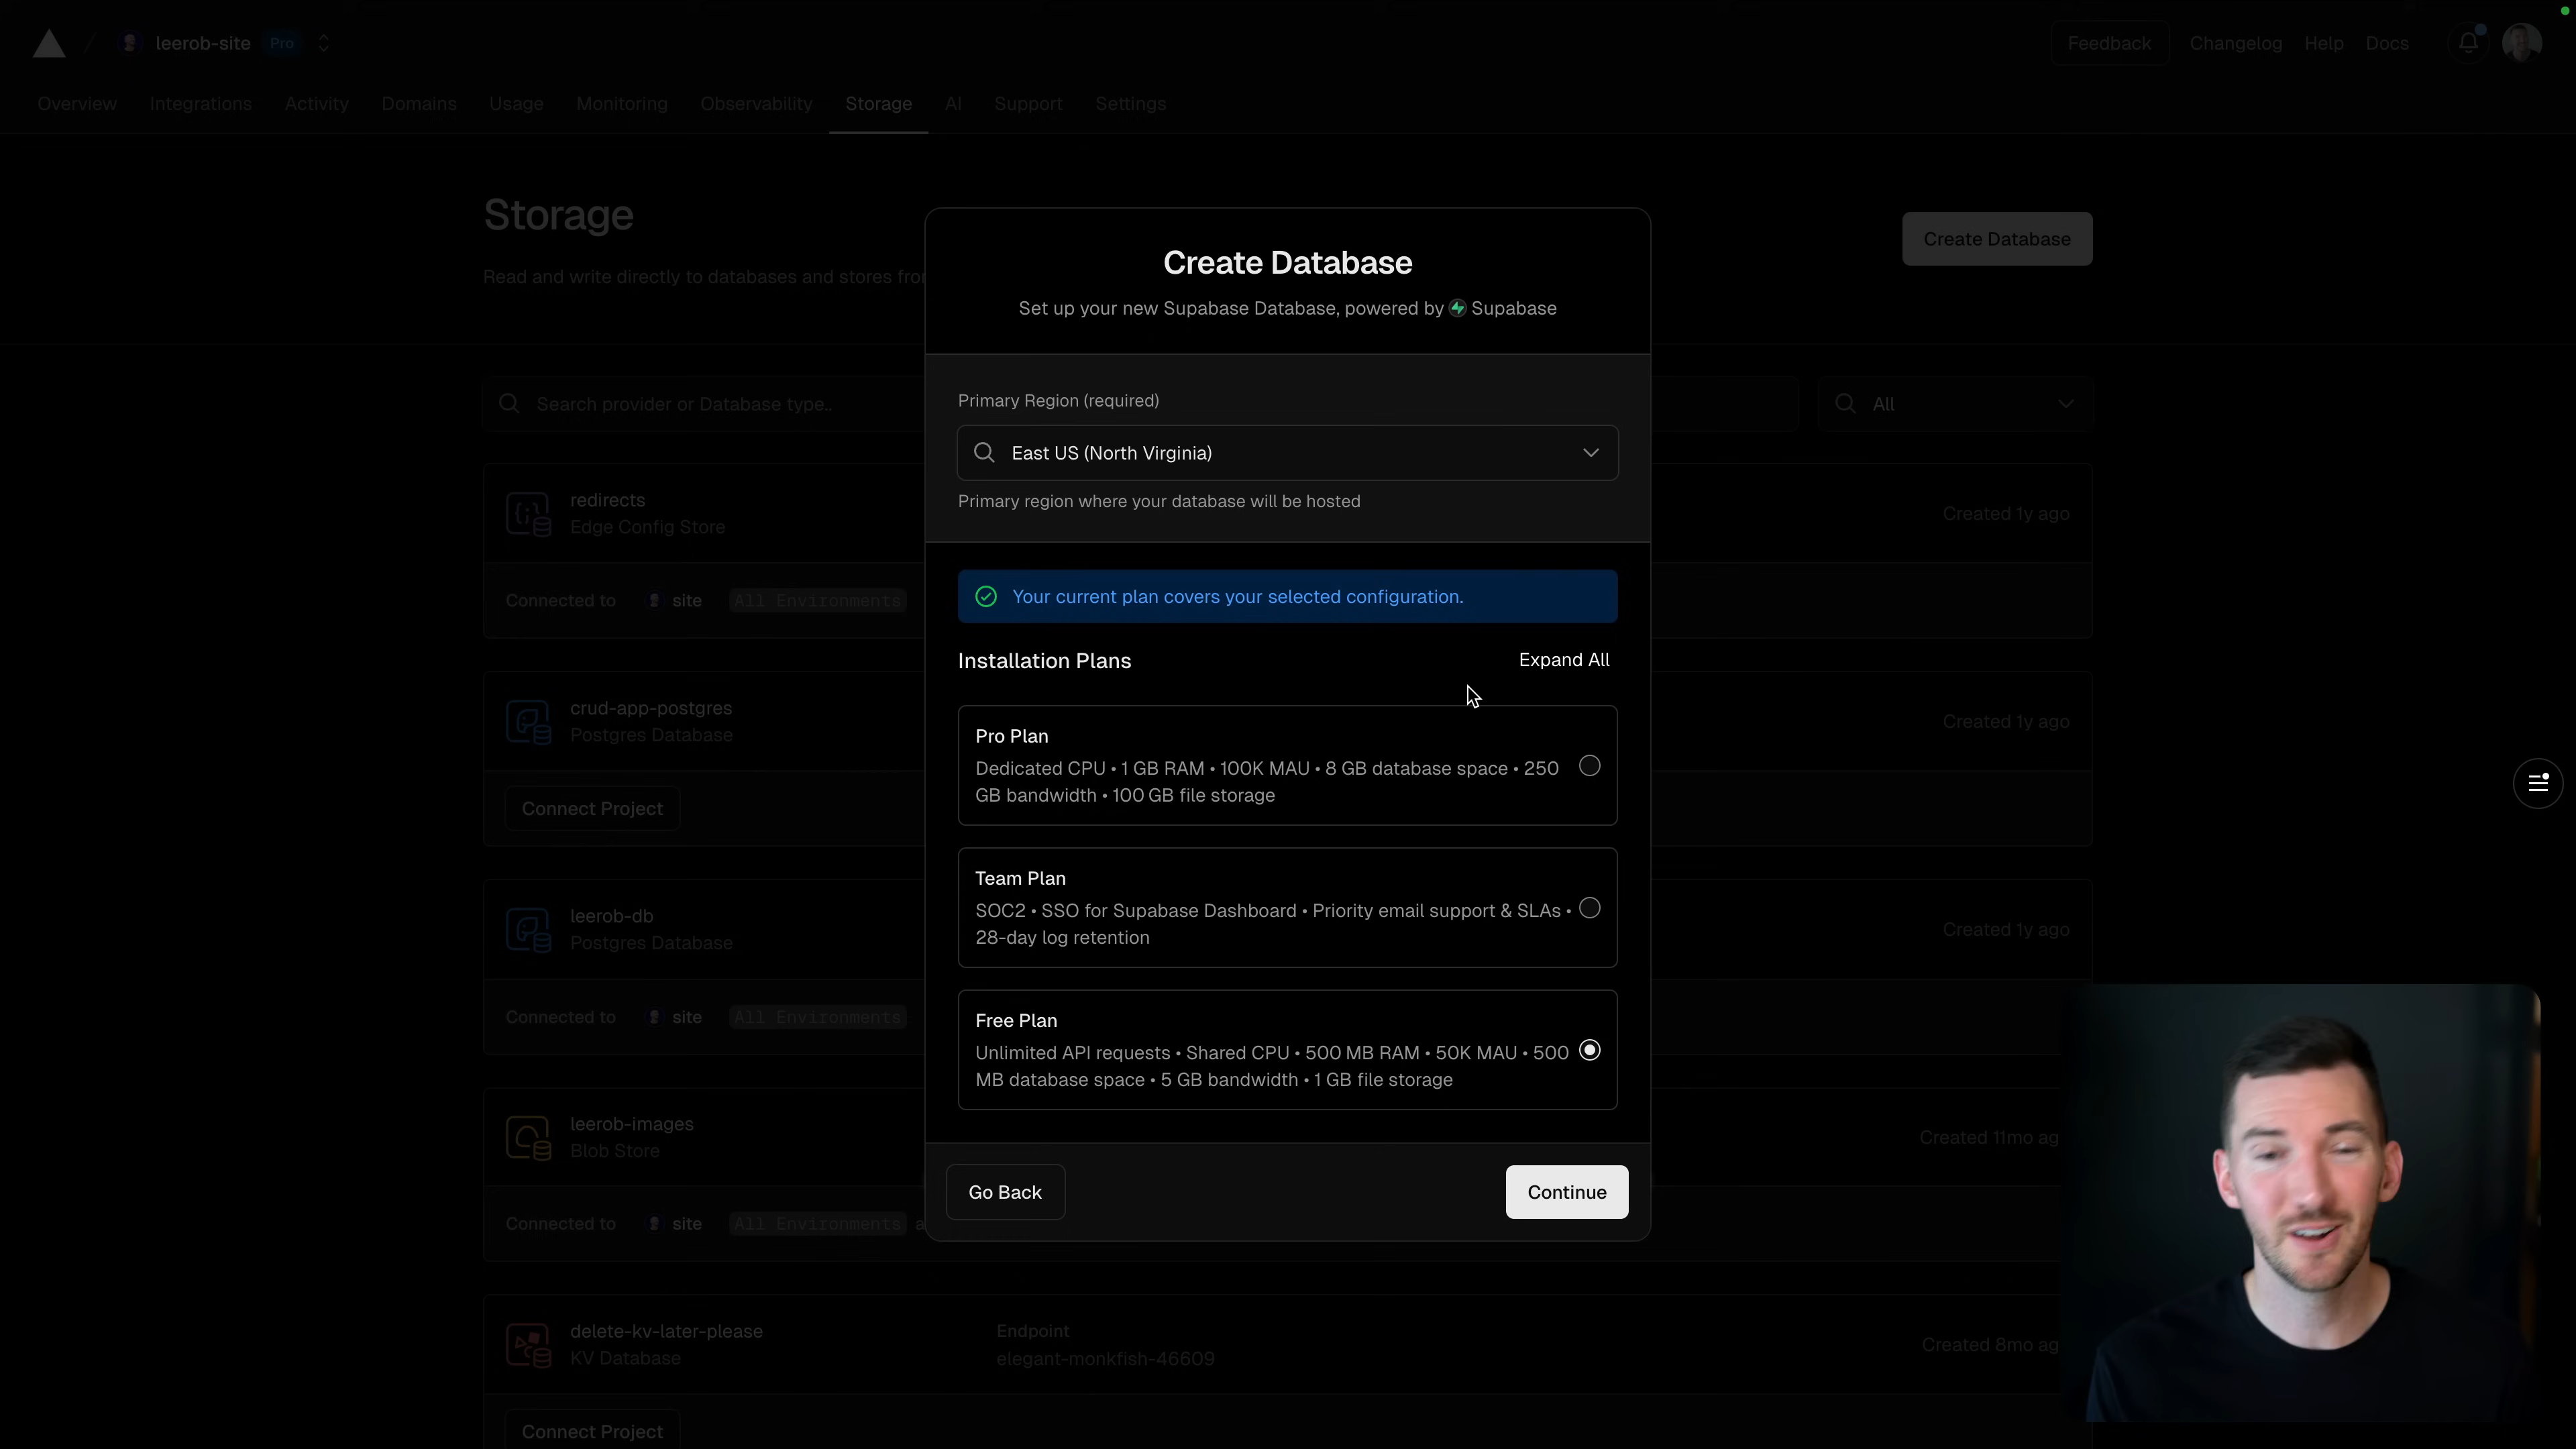 leerob-site Pro
Feedback Changelog Help Docs
Overview Integrations Activity Domains Usage Monitoring Observability Storage AI Support Settings
Storage
Read and write directly to databases and stores
Create Database
Search provider or Database type..
All
redirects
Edge Config Store
Created 1y ago
Connected to site All Environments
crud-app-postgres
Postgres Database
Created 1y ago
Connect Project
leerob-db
Postgres Database
Created 1y ago
Connected to site All Environments
leerob-images
Blob Store
Created 11mo
Connected to site All Environments
delete-kv-later-please
KV Database
Endpoint
elegant-monkfish-46609
Created 8mo
Connect Project
Create Database
Set up your new Supabase Database, powered by Supabase
Primary Region (required)
East US (North Virginia)
Primary region where your database will be hosted
Your current plan covers your selected configuration.
Installation Plans
Expand All
Pro Plan
Dedicated CPU • 1 GB RAM • 100K MAU • 8 GB database space • 250
GB bandwidth • 100 GB file storage
Team Plan
SOC2 • SSO for Supabase Dashboard • Priority email support & SLAs •
28-day log retention
Free Plan
Unlimited API requests • Shared CPU • 500 MB RAM • 50K MAU • 500
MB database space • 5 GB bandwidth • 1 GB file storage
Go Back
Continue